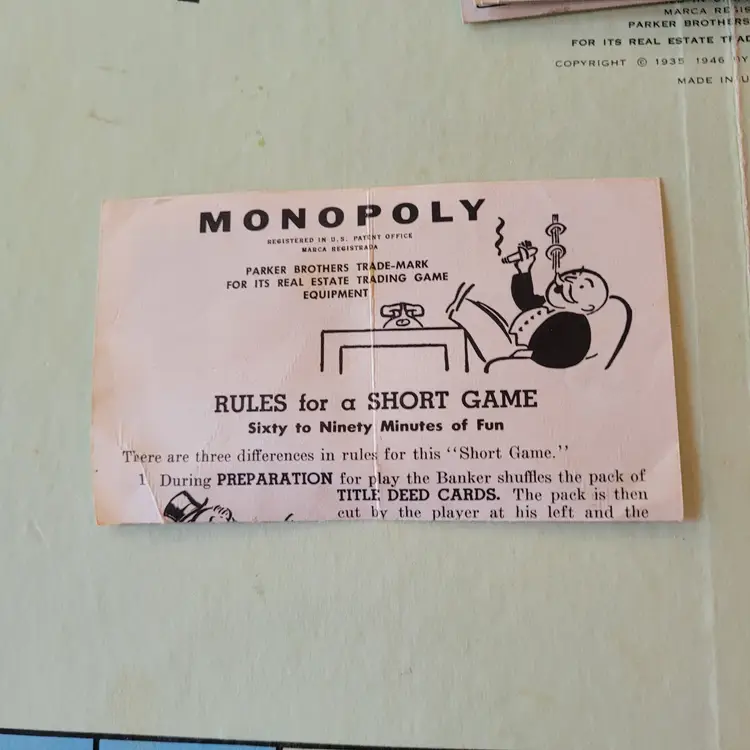 MARCA REGIS
PARKER BROTHERS
FOR ITS REAL ESTATE TRAD
COPYRIGHT © 1935 1946 BY
MADE IN U
MONOPOLY
REGISTERED IN U.S. PATENT OFFICE
MARCA REGISTRADA
PARKER BROTHERS TRADE-MARK
FOR ITS REAL ESTATE TRADING GAME
EQUIPMENT
RULES for a SHORT GAME
Sixty to Ninety Minutes of Fun
There are three differences in rules for this "Short Game."
1. During PREPARATION for play the Banker shuffles the pack of
TITLE DEED CARDS. The pack is then
cut by the player at his left and the